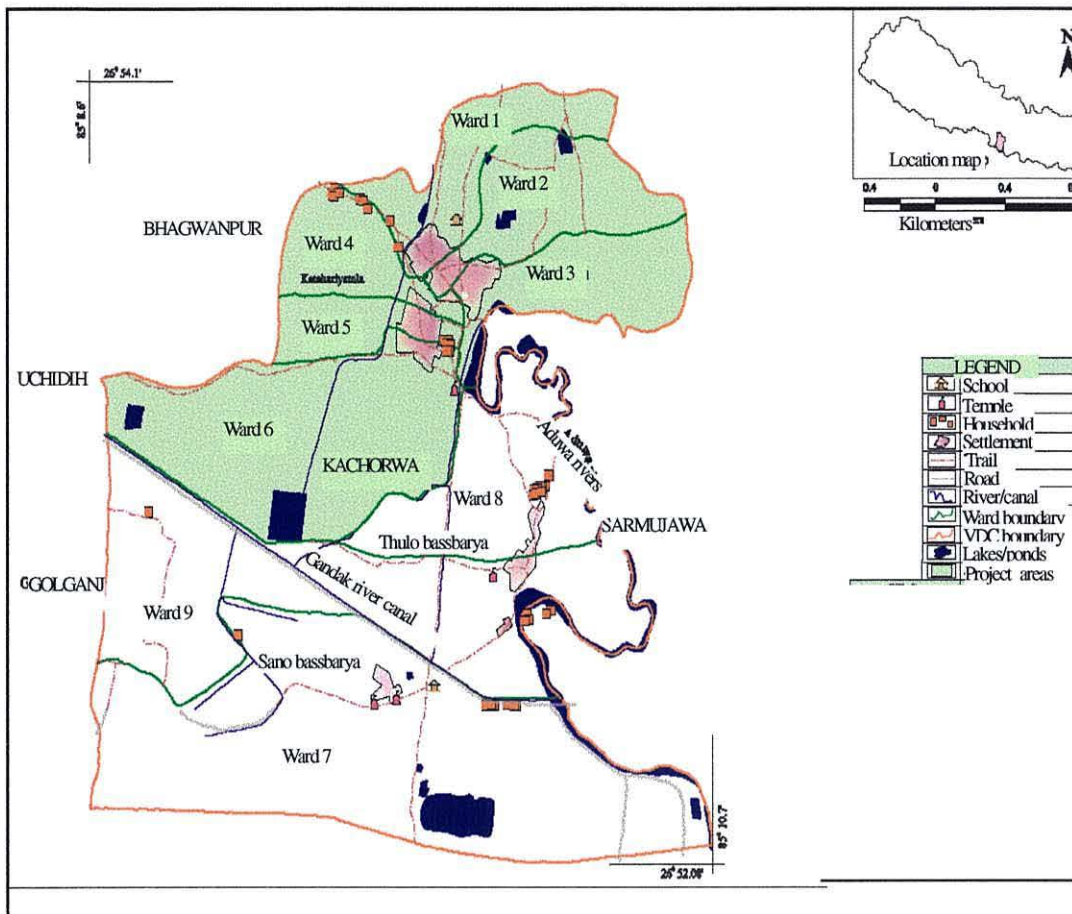 26° 54.1'
85° 8.6'
N
Location map
0.4 0 0.4
Kilometers
Ward 1
Ward 2
BHAGWANPUR
Ward 4
Ward 3
Ward 5
UCHIDIH
LEGEND
School
Temple
Household
Settlement
Trail
Road
River/canal
Ward boundary
VDC boundary
Lakes/ponds
Project areas
Ward 6
KACHORWA
Aduwa rivers
Ward 8
SARMUJAWA
Thulo bassbarya
Gandak river canal
GOLGANJ
Ward 9
Sano bassbarya
Ward 7
85° 10.7'
26° 52.08'